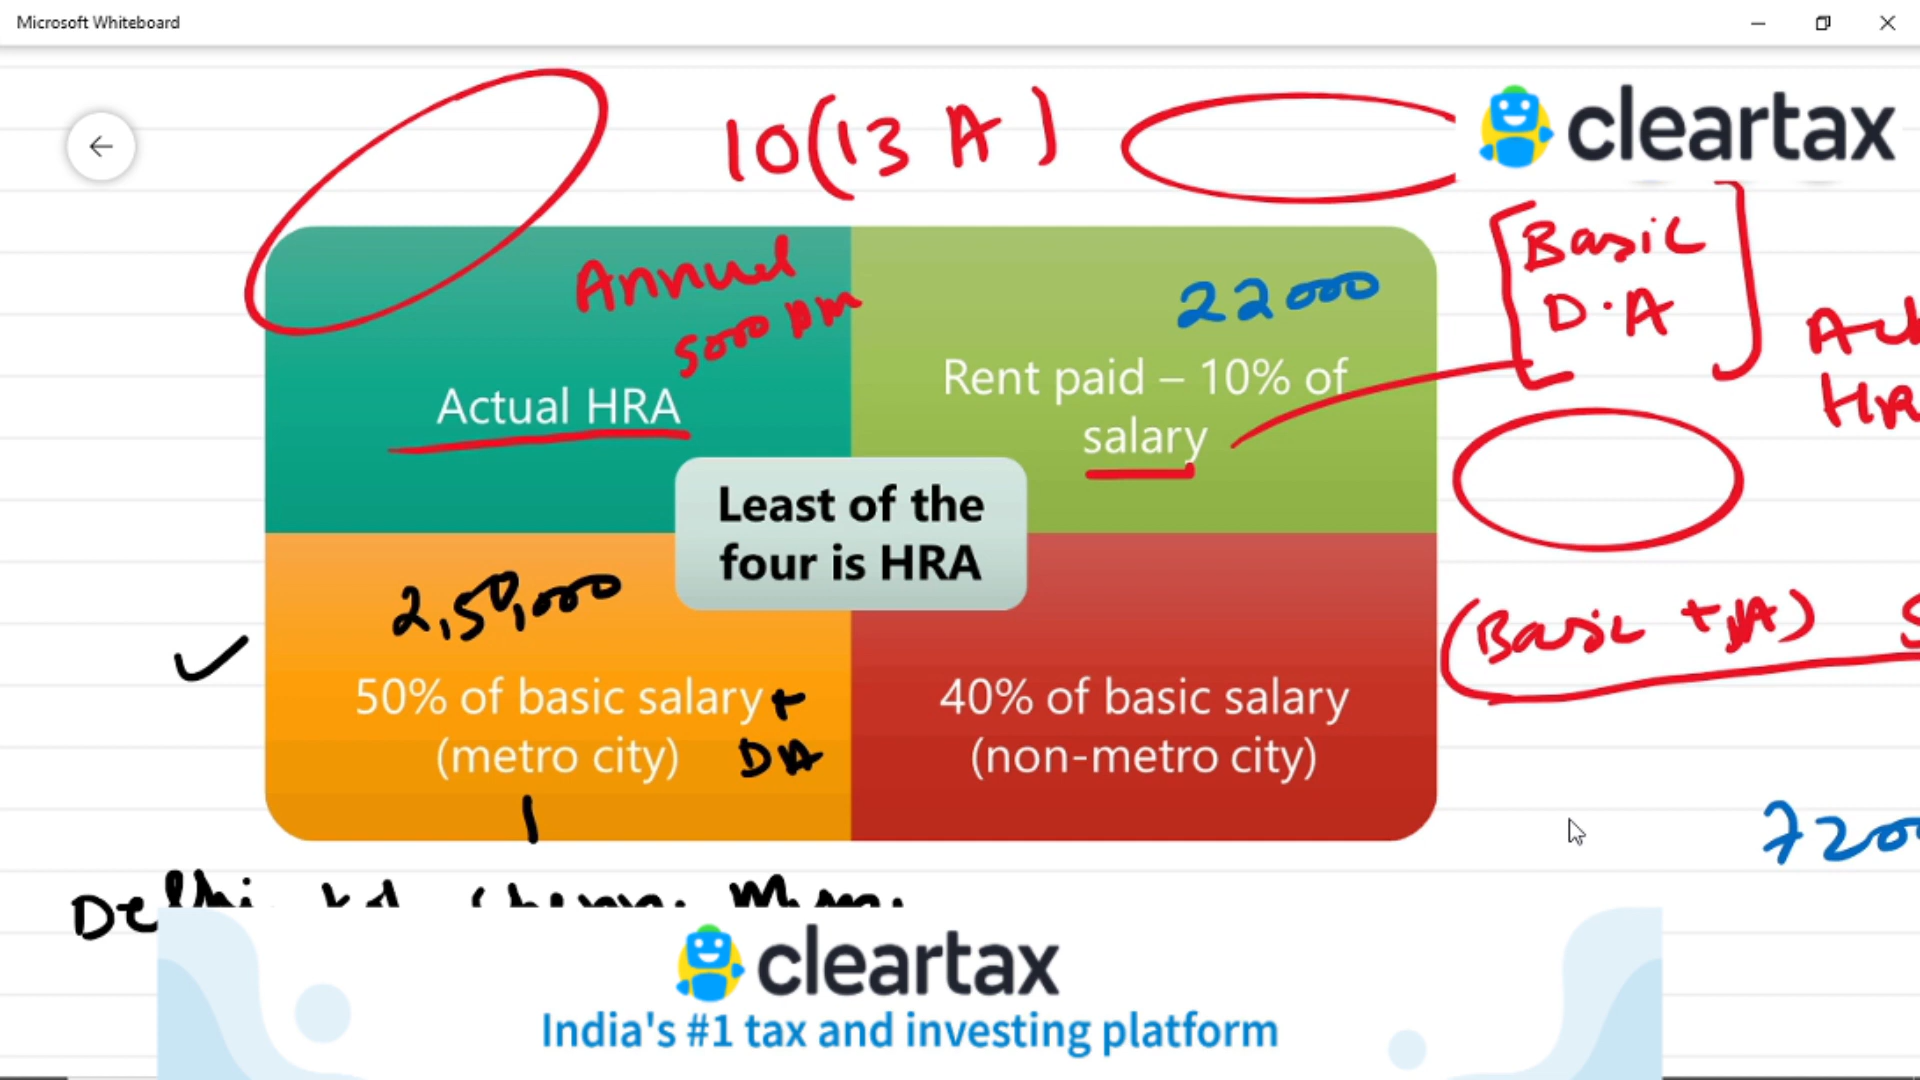 Microsoft Whiteboard
10(13 A)
cleartax
Basic
D.A
Annual
5000 pm
22000
Actual HRA
Rent paid – 10% of
salary
Least of the
four is HRA
2,50,000
(Basic + DA)
50% of basic salary +
(metro city) DA
40% of basic salary
(non-metro city)
Delhi
cleartax
India's #1 tax and investing platform